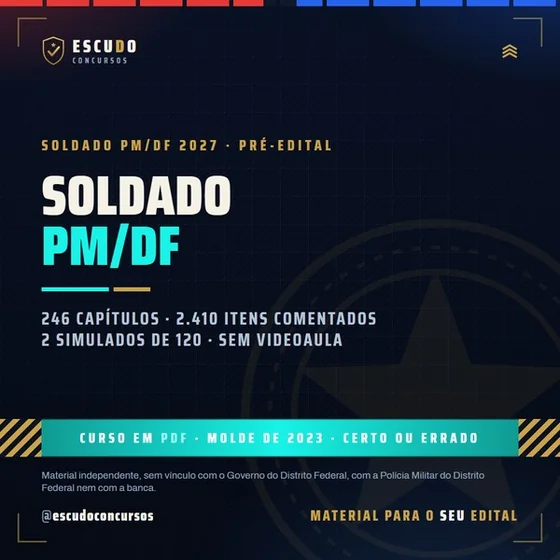 ESCUDO
CONCURSOS
SOLDADO PM/DF 2027 · PRÉ-EDITAL
SOLDADO
PM/DF
246 CAPÍTULOS · 2.410 ITENS COMENTADOS
2 SIMULADOS DE 120 · SEM VIDEOAULA
CURSO EM PDF · MOLDE DE 2023 · CERTO OU ERRADO
Material independente, sem vínculo com o Governo do Distrito Federal, com a Polícia Militar do Distrito
Federal nem com a banca.
@escudoconcursos
MATERIAL PARA O SEU EDITAL